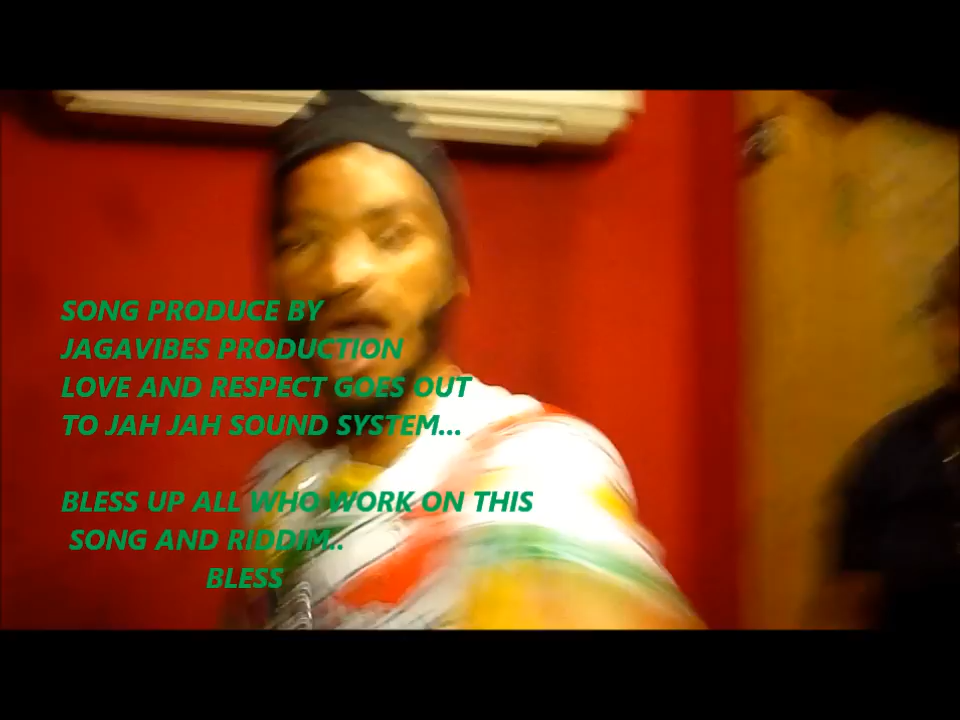 SONG PRODUCE BY
JAGAVIBES PRODUCTION
LOVE AND RESPECT GOES OUT
TO JAH JAH SOUND SYSTEM...
BLESS UP ALL WHO WORK ON THIS
SONG AND RIDDIM..
BLESS